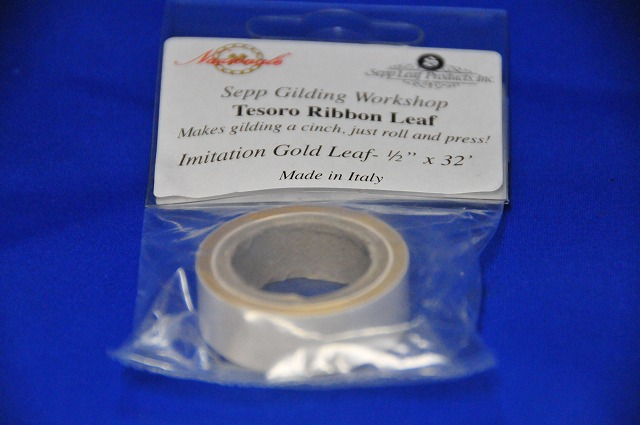 Sepp Leaf Products, Inc.
Sepp Gilding Workshop
Tesoro Ribbon Leaf
Makes gilding a cinch, just roll and press!
Imitation Gold Leaf- ½" x 32'
Made in Italy